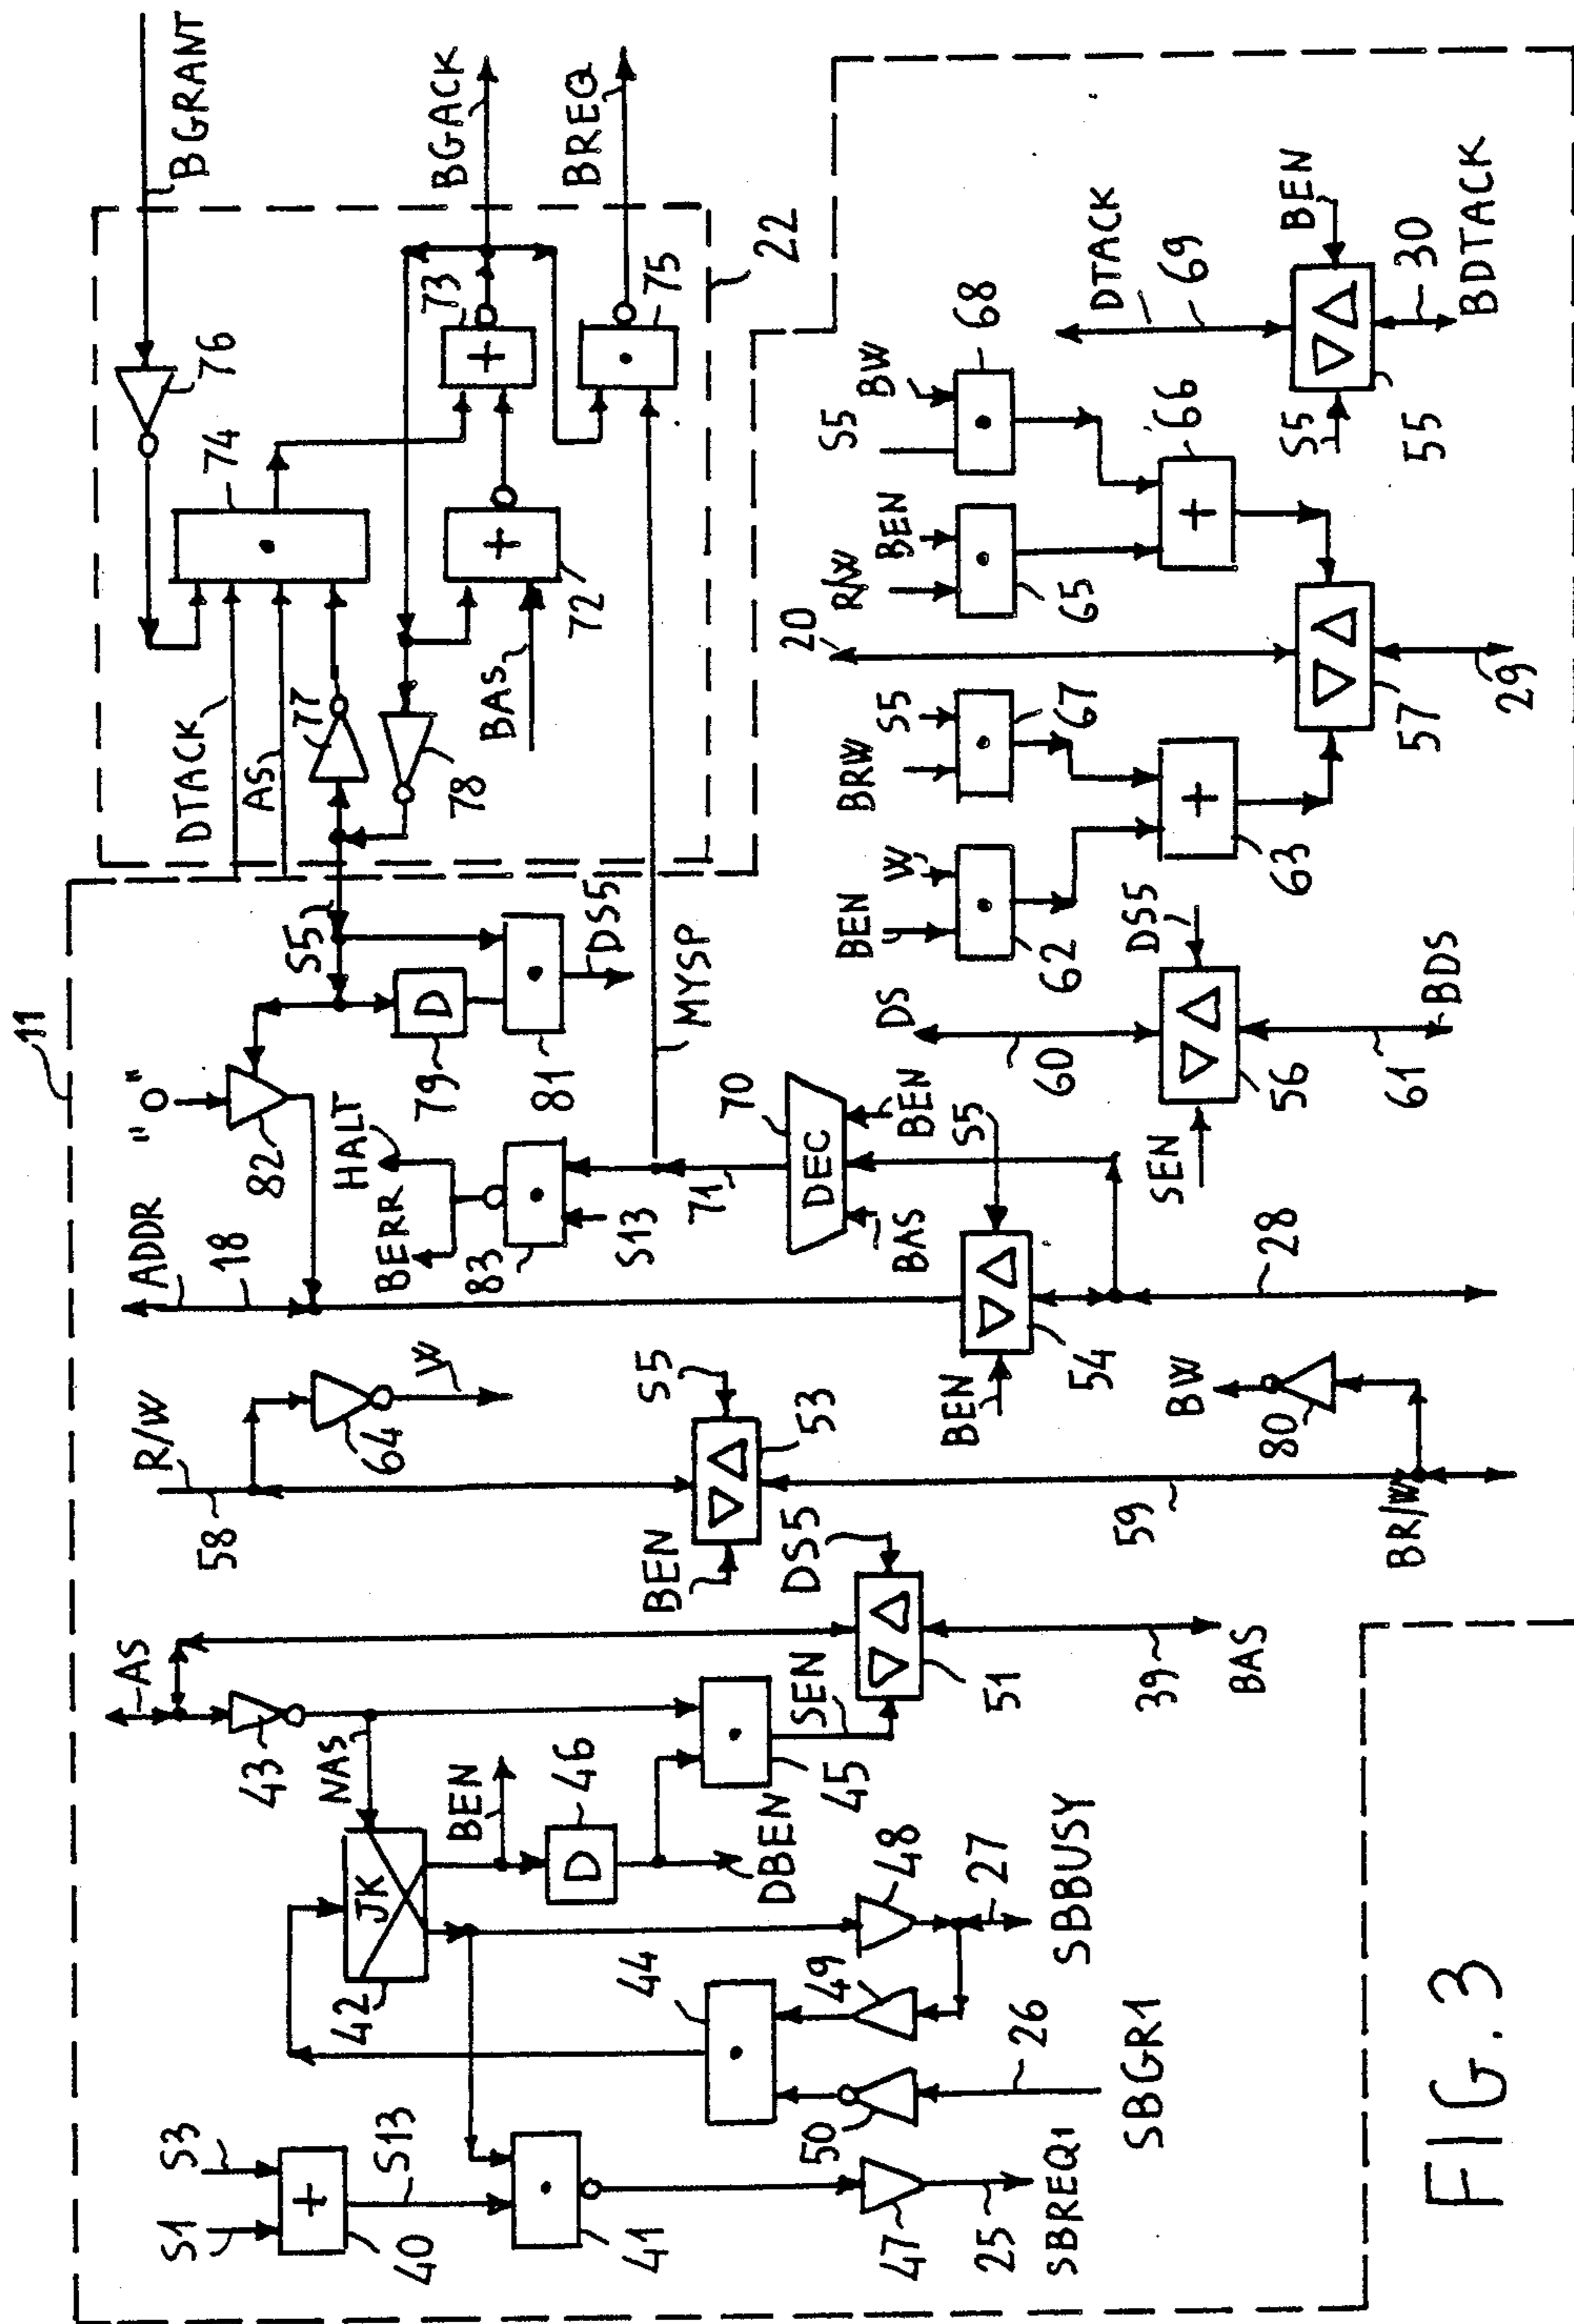 11
S1
S3
40
S13
41
47
25
SBREQ1
SBGR1
26
50
49
44
42
JK
NAS
43
AS
BEN
D
46
DBEN
45
SEN
48
27
SBBUSY
51
DS5
39
BAS
R/W
58
64
W
BEN
S5
53
59
BR/W
80
BW
ADDR
18
"0"
82
HALT
BERR
83
S13
71
70
DEC
BAS
BEN
S5
BEN
54
28
S5
D
79
81
DS5
MYSP
DTACK
AS
77
78
BAS
72
73
74
75
76
BGRANT
BGACK
BREQ
22
DS
60
SEN
DS5
56
61
BDS
BEN
W
62
BRW
S5
67
63
20
R/W
BEN
65
S5
BW
68
66
57
29
DTACK
69
S5
BEN
55
30
BDTACK
FIG. 3